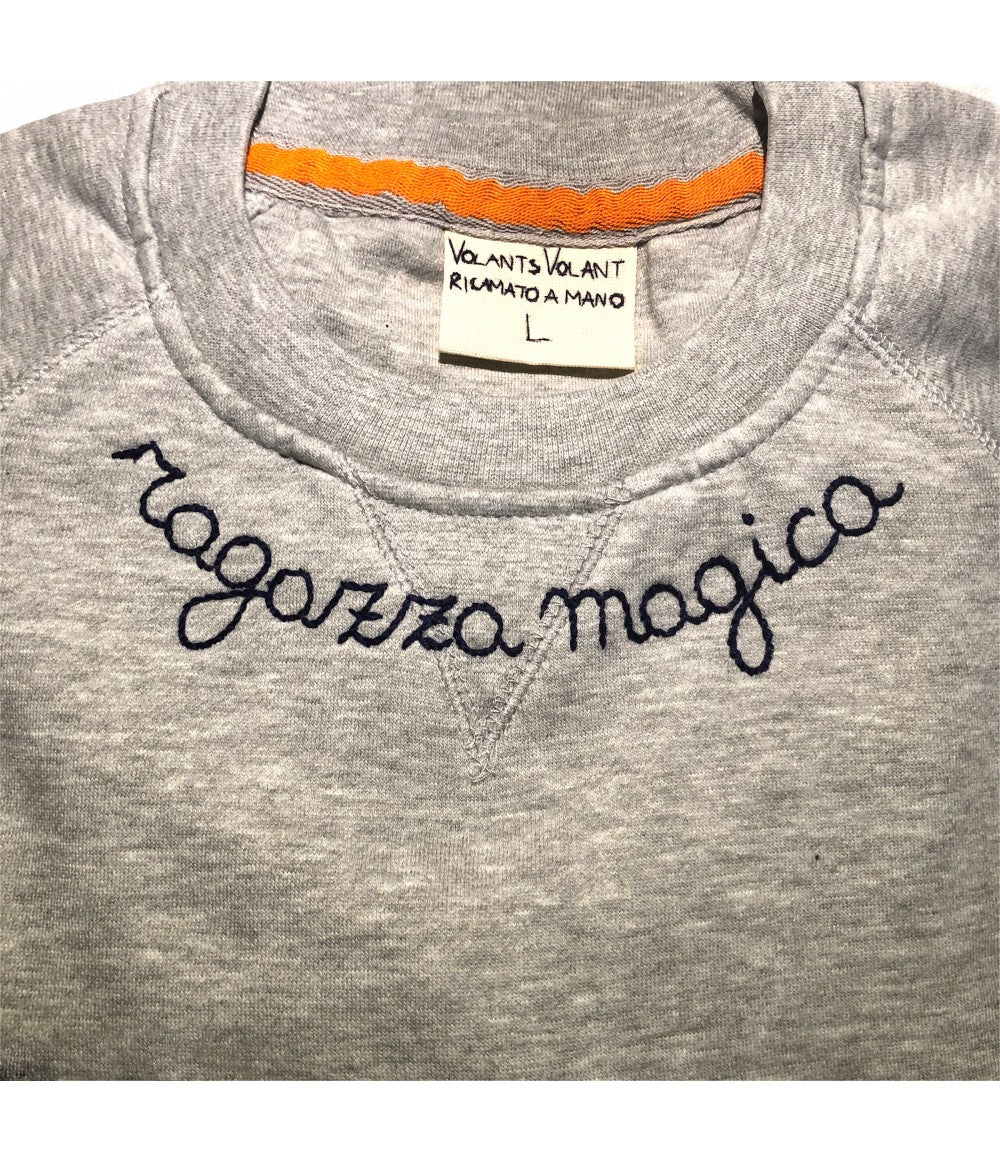 VOLANTS VOLANT
RICAMATO A MANO
L
ragazza magica